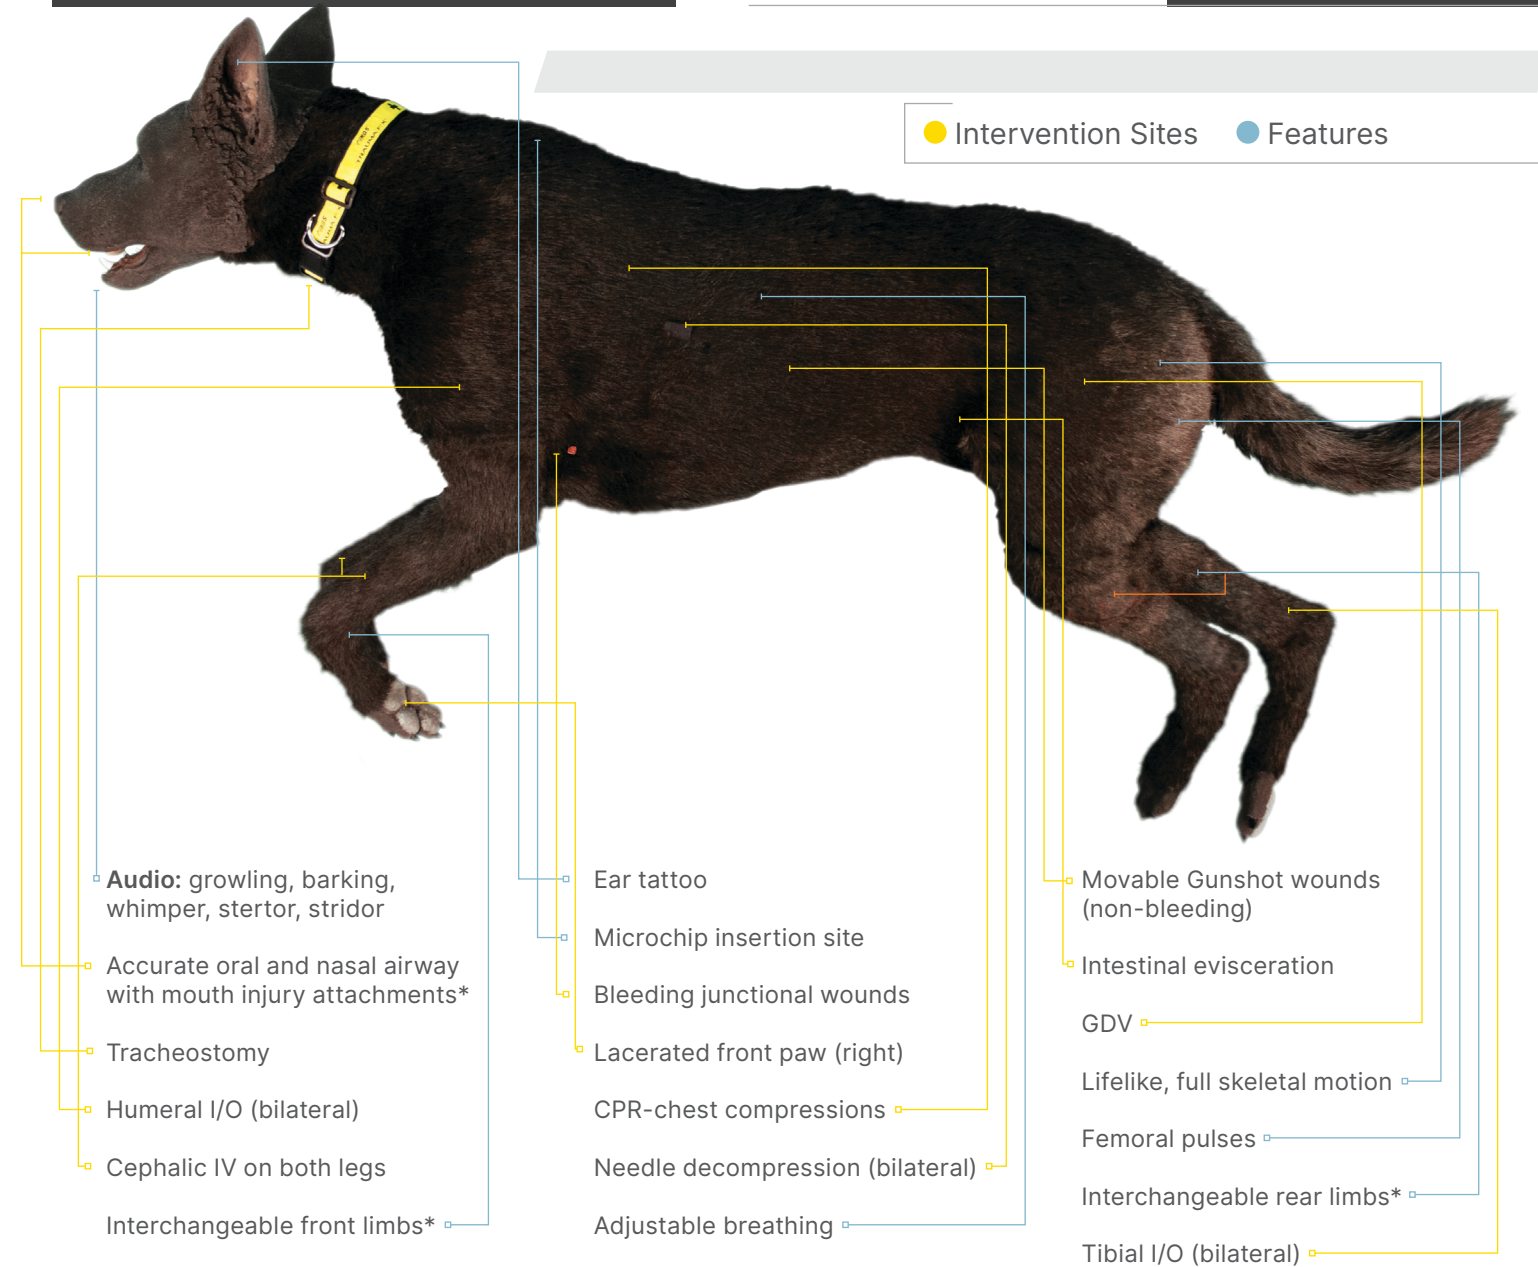 Intervention Sites
Features
Audio: growling, barking,
whimper, stertor, stridor
Accurate oral and nasal airway
with mouth injury attachments*
Tracheostomy
Humeral I/O (bilateral)
Cephalic IV on both legs
Interchangeable front limbs*
Ear tattoo
Microchip insertion site
Bleeding junctional wounds
Lacerated front paw (right)
CPR-chest compressions
Needle decompression (bilateral)
Adjustable breathing
Movable Gunshot wounds
(non-bleeding)
Intestinal evisceration
GDV
Lifelike, full skeletal motion
Femoral pulses
Interchangeable rear limbs*
Tibial I/O (bilateral)